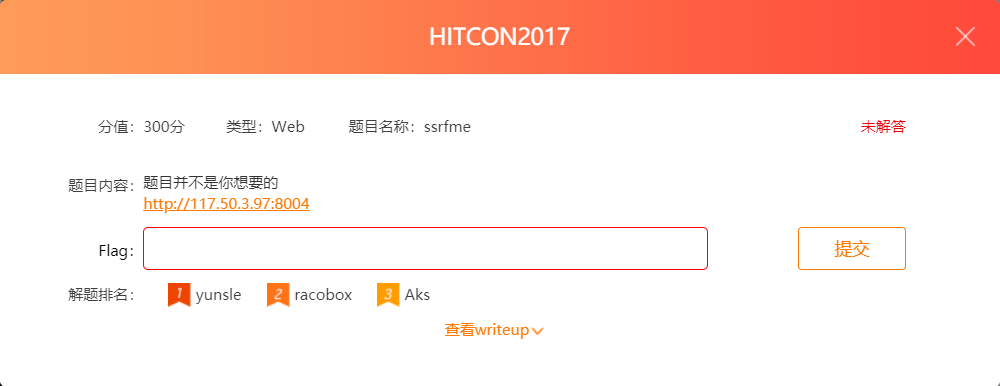 HITCON2017
分值：300分 类型：Web 题目名称：ssrfme 未解答
题目内容：题目并不是你想要的
http://117.50.3.97:8004
Flag： 提交
解题排名： 1 yunsle 2 racobox 3 Aks
查看writeup